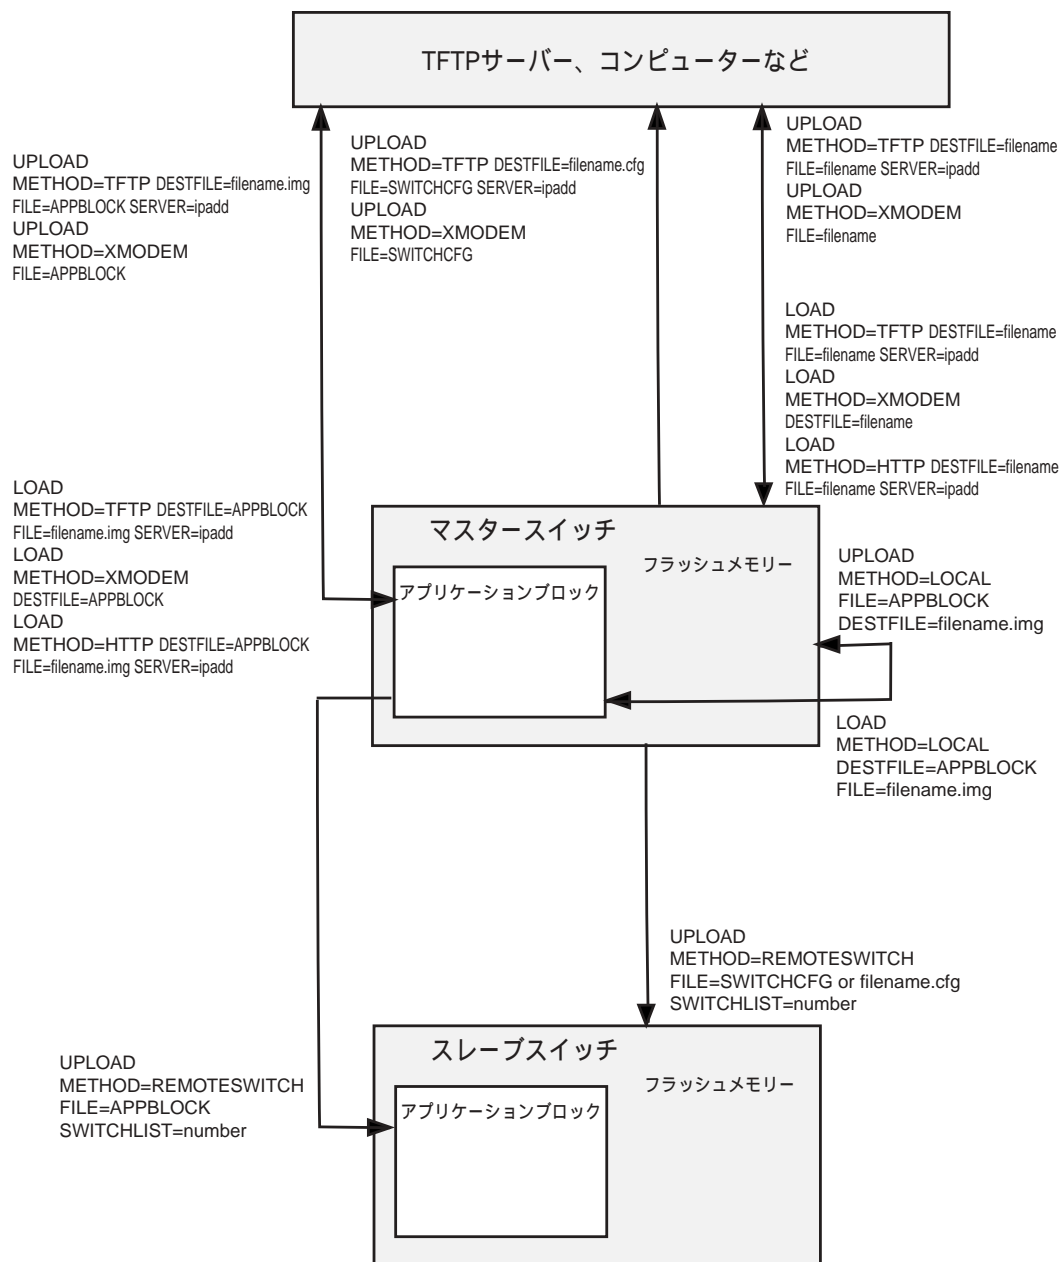 TFTPサーバー、コンピューターなど
UPLOAD
METHOD=TFTP DESTFILE=filename.img
FILE=APPBLOCK SERVER=ipadd
UPLOAD
METHOD=XMODEM
FILE=APPBLOCK
UPLOAD
METHOD=TFTP DESTFILE=filename.cfg
FILE=SWITCHCFG SERVER=ipadd
UPLOAD
METHOD=XMODEM
FILE=SWITCHCFG
UPLOAD
METHOD=TFTP DESTFILE=filename
FILE=filename SERVER=ipadd
UPLOAD
METHOD=XMODEM
FILE=filename
LOAD
METHOD=TFTP DESTFILE=filename
FILE=filename SERVER=ipadd
LOAD
METHOD=XMODEM
DESTFILE=filename
LOAD
METHOD=HTTP DESTFILE=filename
FILE=filename SERVER=ipadd
LOAD
METHOD=TFTP DESTFILE=APPBLOCK
FILE=filename.img SERVER=ipadd
LOAD
METHOD=XMODEM
DESTFILE=APPBLOCK
LOAD
METHOD=HTTP DESTFILE=APPBLOCK
FILE=filename.img SERVER=ipadd
マスタースイッチ
フラッシュメモリー
アプリケーションブロック
UPLOAD
METHOD=LOCAL
FILE=APPBLOCK
DESTFILE=filename.img
LOAD
METHOD=LOCAL
DESTFILE=APPBLOCK
FILE=filename.img
UPLOAD
METHOD=REMOTESWITCH
FILE=SWITCHCFG or filename.cfg
SWITCHLIST=number
UPLOAD
METHOD=REMOTESWITCH
FILE=APPBLOCK
SWITCHLIST=number
スレーブスイッチ
フラッシュメモリー
アプリケーションブロック